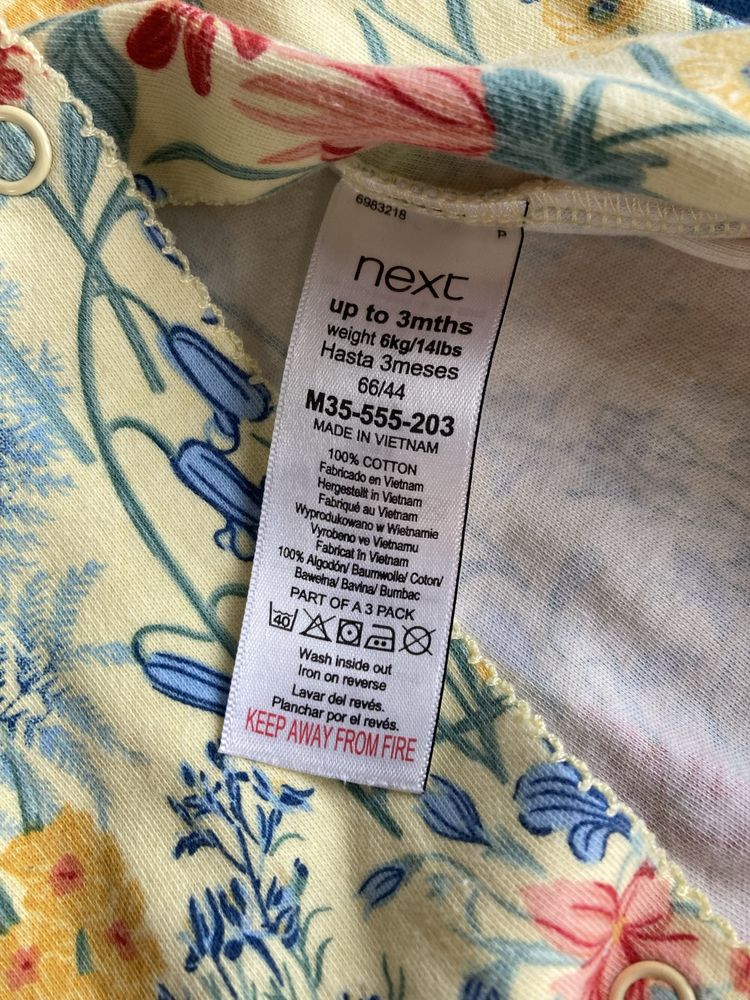 6983218
P
next
up to 3mths
weight 6kg/14lbs
Hasta 3meses
66/44
M35-555-203
MADE IN VIETNAM
100% COTTON
Fabricado en Vietnam
Hergestellt in Vietnam
Fabriqué au Vietnam
Wyprodukowano w Wietnamie
Vyrobeno ve Vietnamu
Fabricat în Vietnam
100% Algodón/ Baumwolle/ Coton/
Bawełna/ Bavlna/ Bumbac
PART OF A 3 PACK
40
Wash inside out
Iron on reverse
Lavar del revés.
Planchar por el revés.
KEEP AWAY FROM FIRE